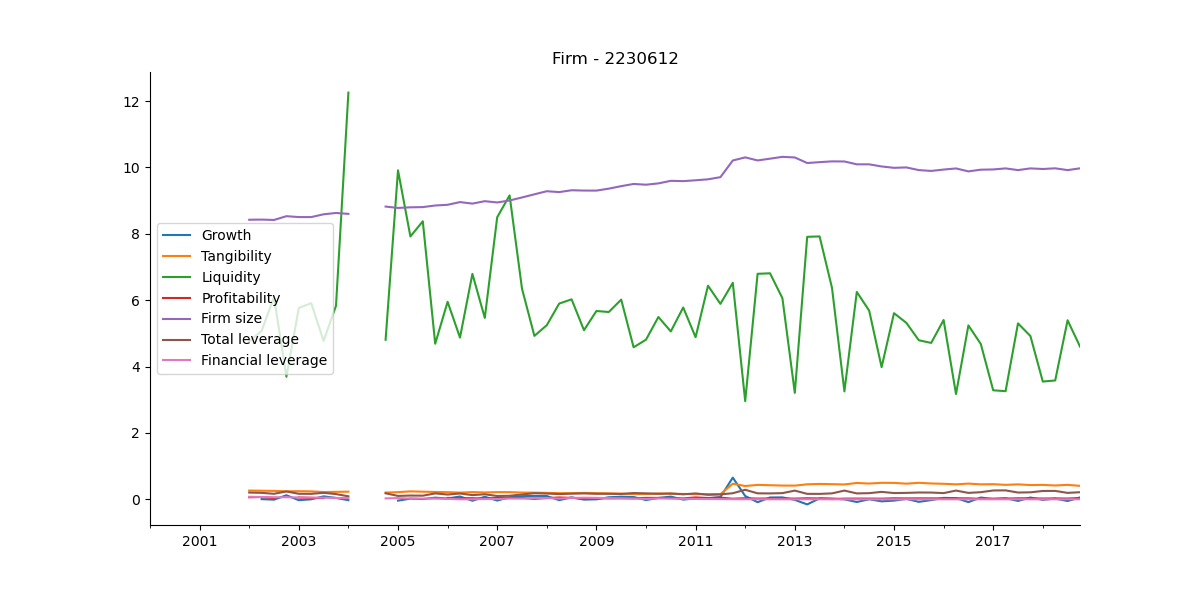 Firm - 2230612
12
10
8
6
4
2
0
Growth
Tangibility
Liquidity
Profitability
Firm size
Total leverage
Financial leverage
2001 2003 2005 2007 2009 2011 2013 2015 2017